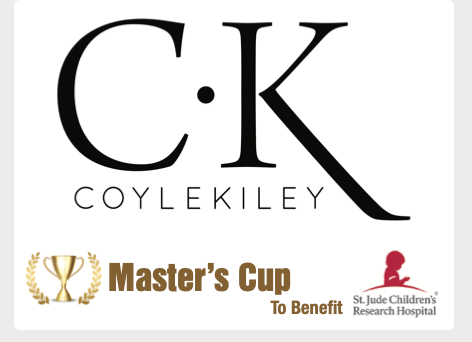 C·K
COYLEKILEY
Master's Cup
To Benefit
St. Jude Children's
Research Hospital